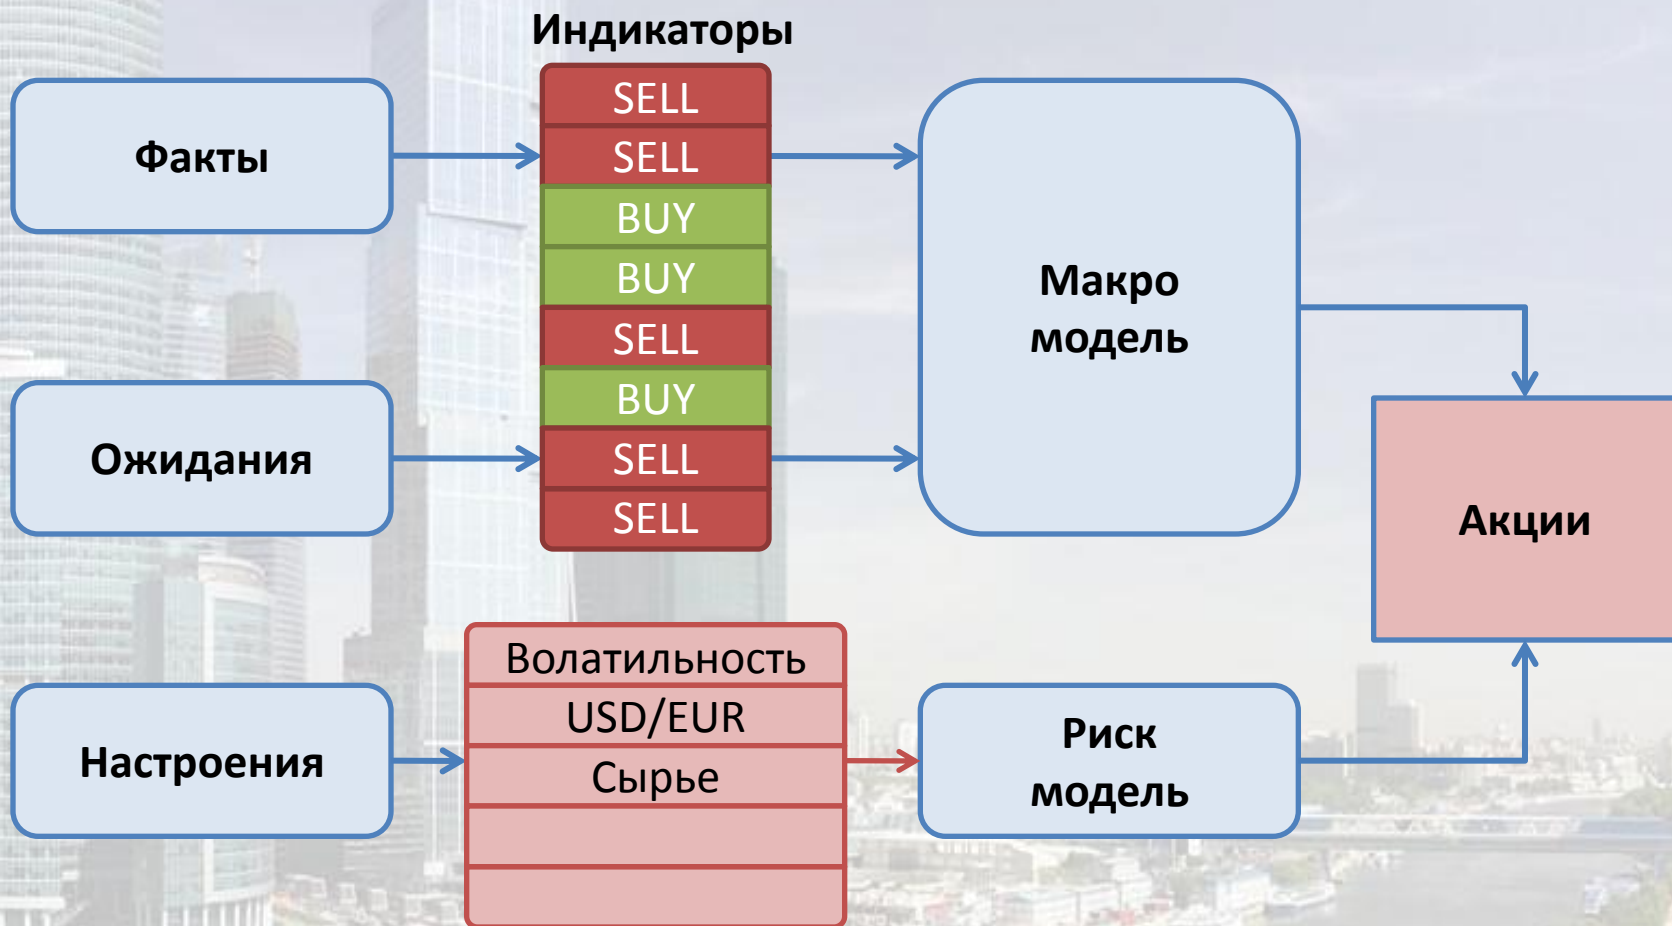 Индикаторы
Факты
Ожидания
Настроения
SELL
SELL
BUY
BUY
SELL
BUY
SELL
SELL
Волатильность
USD/EUR
Сырье
Макро
модель
Риск
модель
Акции